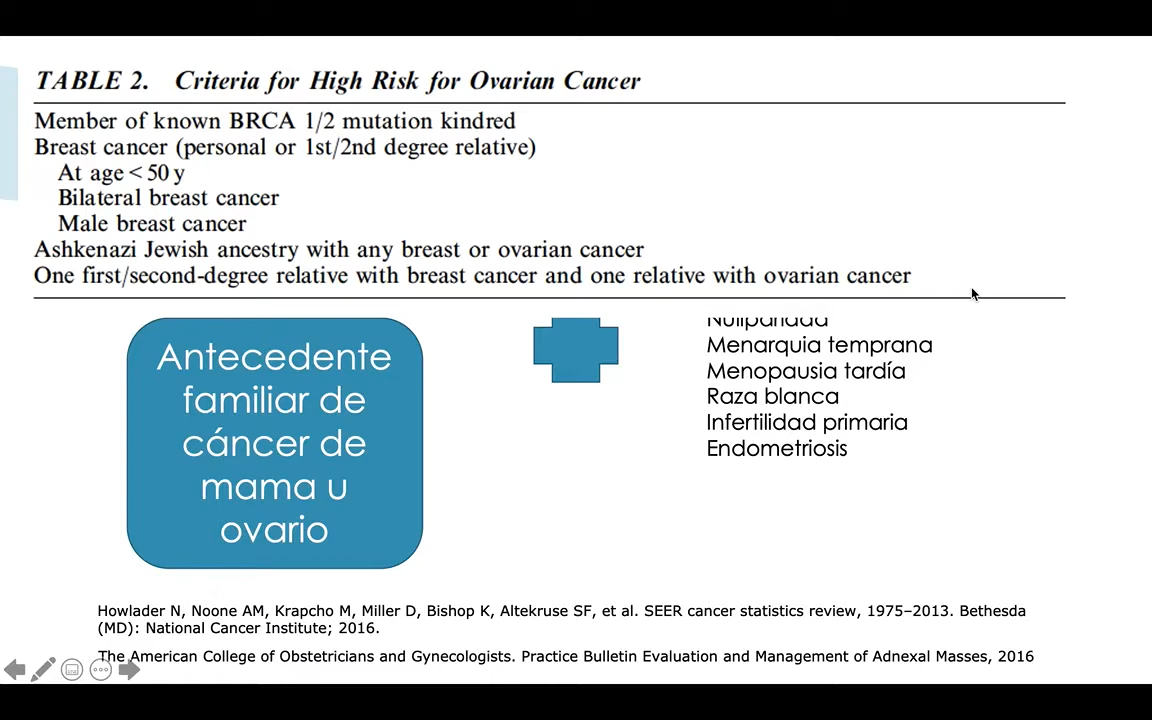 TABLE 2. Criteria for High Risk for Ovarian Cancer
Member of known BRCA 1/2 mutation kindred
Breast cancer (personal or 1st/2nd degree relative)
At age < 50 y
Bilateral breast cancer
Male breast cancer
Ashkenazi Jewish ancestry with any breast or ovarian cancer
One first/second-degree relative with breast cancer and one relative with ovarian cancer
Antecedente
familiar de
cáncer de
mama u
ovario
Menarquia temprana
Menopausia tardía
Raza blanca
Infertilidad primaria
Endometriosis
Howlader N, Noone AM, Krapcho M, Miller D, Bishop K, Altekruse SF, et al. SEER cancer statistics review, 1975–2013. Bethesda
(MD): National Cancer Institute; 2016.
The American College of Obstetricians and Gynecologists. Practice Bulletin Evaluation and Management of Adnexal Masses, 2016